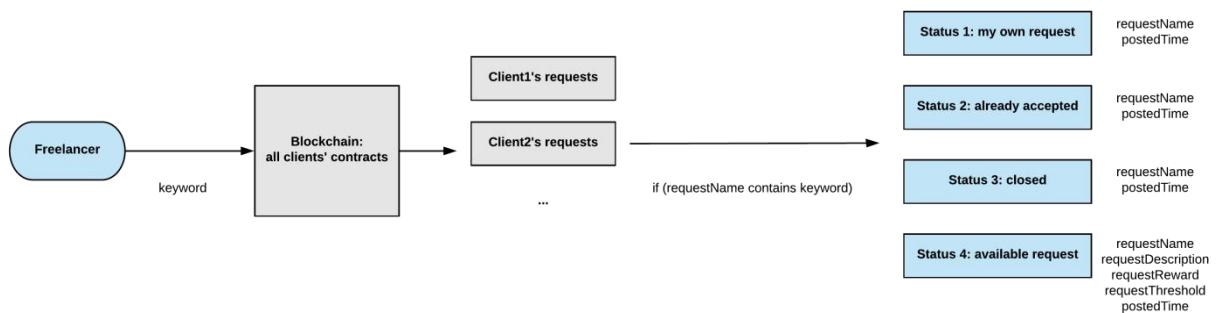 Freelancer
keyword
Blockchain:
all clients' contracts
Client1's requests
Client2's requests
...
if (requestName contains keyword)
Status 1: my own request
requestName
postedTime
Status 2: already accepted
requestName
postedTime
Status 3: closed
requestName
postedTime
Status 4: available request
requestName
requestDescription
requestReward
requestThreshold
postedTime